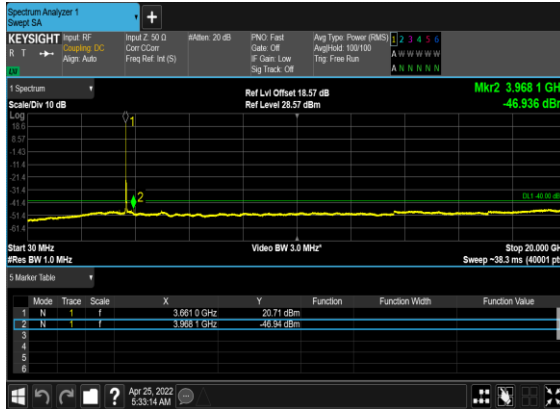 Spectrum Analyzer 1
Swept SA
+
KEYSIGHT Input: RF Input Z: 50 Ω #Atten: 20 dB PNO: Fast Avg Type: Power (RMS) 1 2 3 4 5 6
R T Coupling: DC Corr CCorr Gate: Off Avg|Hold: 100/100 A W W W W W
Align: Auto Freq Ref: Int (S) IF Gain: Low Trig: Free Run
Sig Track: Off A N N N N N
LU
1 Spectrum
Scale/Div 10 dB
Ref Lvl Offset 18.57 dB
Ref Level 28.57 dBm
Mkr2 3.968 1 GH
-46.936 dBr
Log
18.6
8.57
-1.43
-11.4
-21.4
-31.4
-41.4
-51.4
-61.4
1
2
DL1 -40.00 dB
Start 30 MHz
#Res BW 1.0 MHz
Video BW 3.0 MHz*
Stop 20.000 GH
Sweep ~38.3 ms (40001 pts
5 Marker Table
Mode Trace Scale X Y Function Function Width Function Value
1 N 1 f 3.661 0 GHz 20.71 dBm
2 N 1 f 3.968 1 GHz -46.94 dBm
3
4
5
6
?
Apr 25, 2022
5:33:14 AM